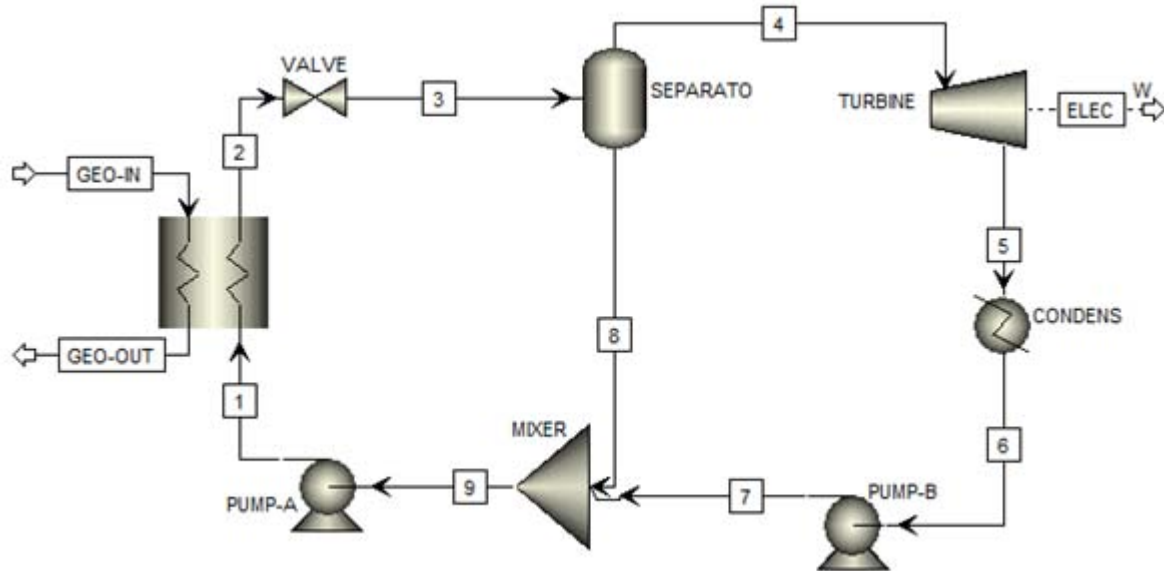 4
VALVE
SEPARATO
3
TURBINE
ELEC
W
2
GEO-IN
5
CONDENS
8
GEO-OUT
1
MIXER
6
9
7
PUMP-B
PUMP-A